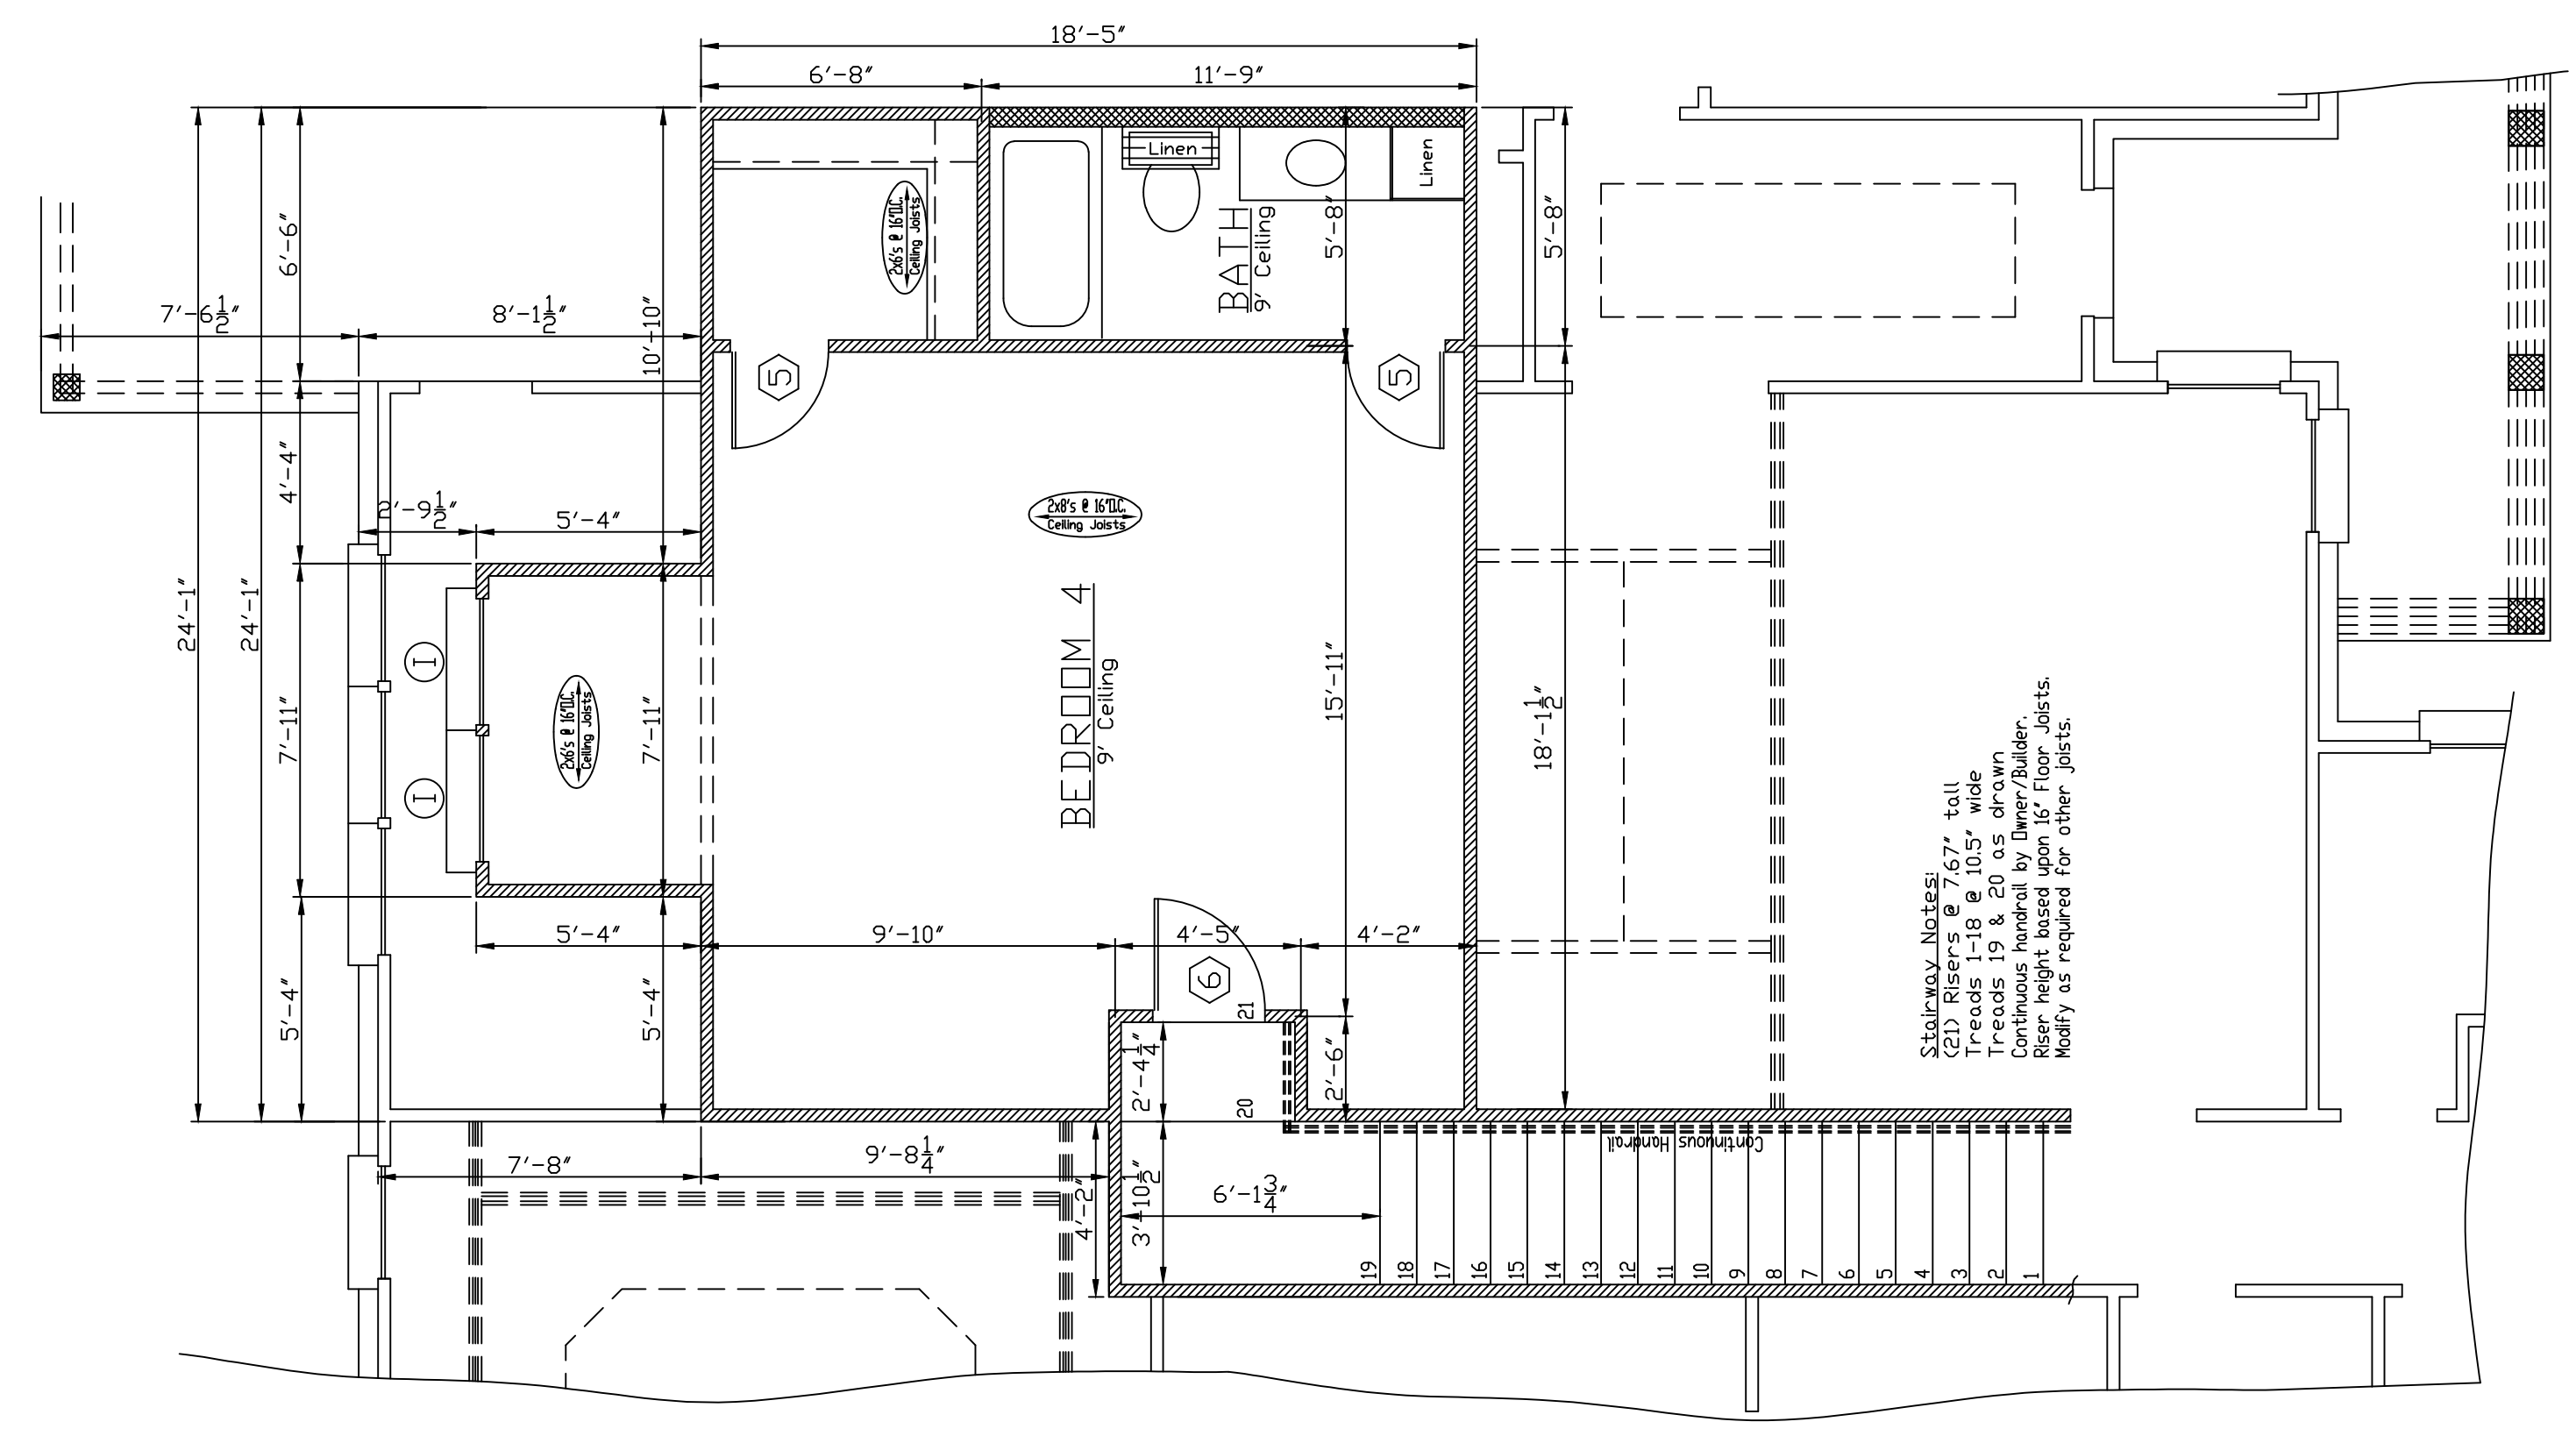 18'-5"
6'-8"
11'-9"
Linen
Linen
2x6's @ 16"O.C.
Ceiling Joists
BATH
9' Ceiling
5'-8"
5'-8"
6'-6"
7'-6 1/2"
8'-1 1/2"
10'-10"
5
5
4'-4"
2'-9 1/2"
5'-4"
2x8's @ 16"O.C.
Ceiling Joists
24'-1"
24'-1"
BEDROOM 4
9' Ceiling
I
I
7'-11"
2x6's @ 16"O.C.
Ceiling Joists
7'-11"
15'-11"
18'-1 1/2"
Stairway Notes:
(21) Risers @ 7.67" tall
Treads 1-18 @ 10.5" wide
Treads 19 & 20 as drawn
Continuous handrail by Owner/Builder.
Riser height based upon 16" Floor Joists.
Modify as required for other joists.
5'-4"
9'-10"
4'-5"
4'-2"
6
5'-4"
5'-4"
21
2'-4 1/4"
2'-6"
20
Continuous Handrail
7'-8"
9'-8 1/4"
4'-2"
3'-10 1/2"
6'-1 3/4"
19
18
17
16
15
14
13
12
11
10
9
8
7
6
5
4
3
2
1